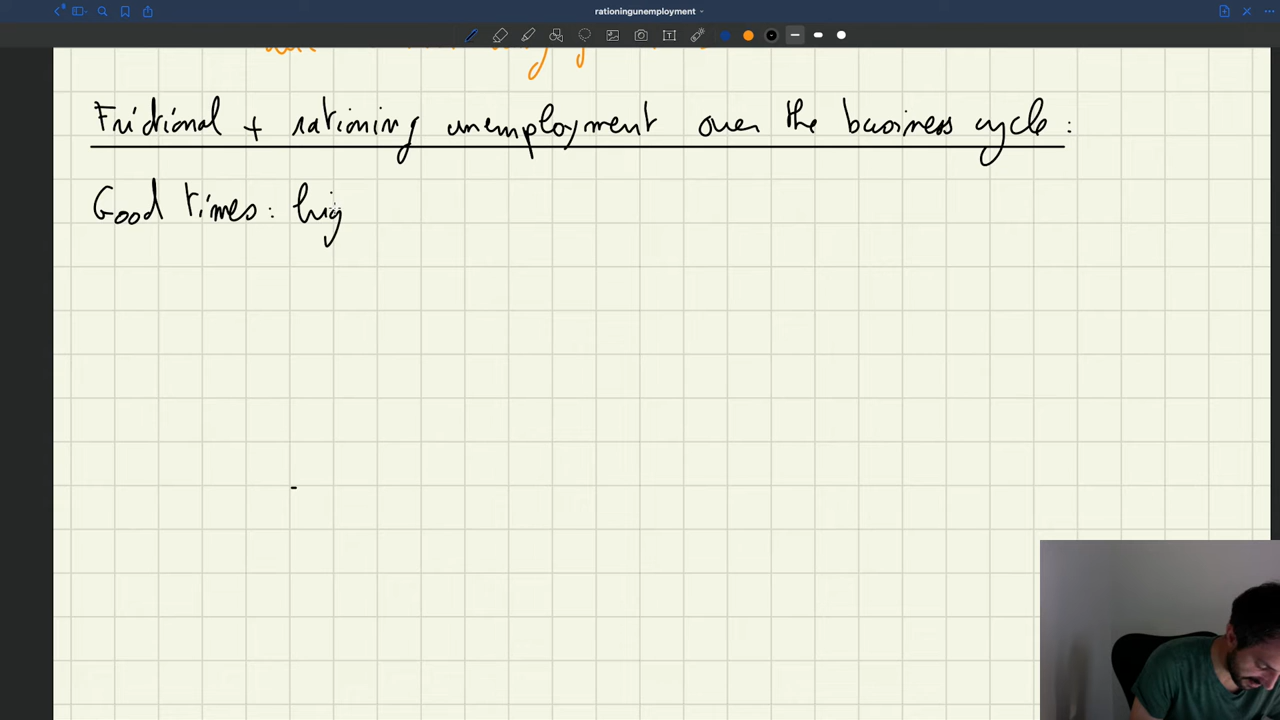 rationingunemployment
Frictional + rationing unemployment over the business cycle :
Good times : hig